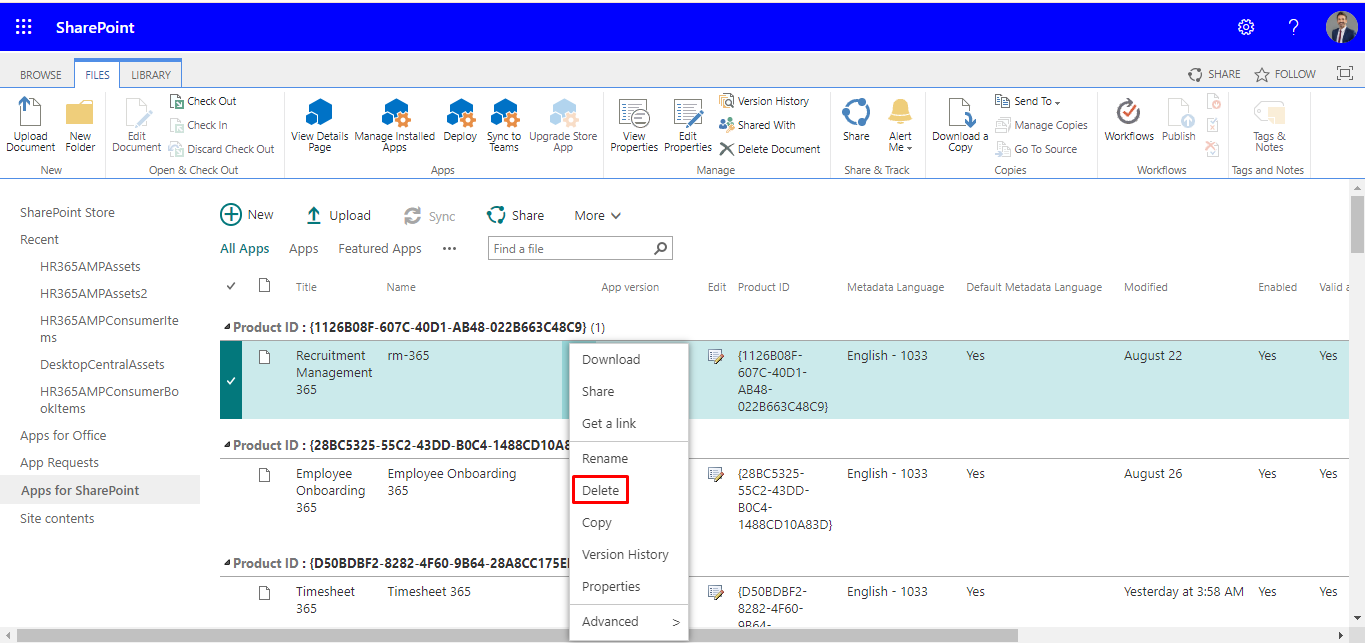 SharePoint
?
BROWSE FILES LIBRARY SHARE FOLLOW
Upload Document
New Folder
New
Edit Document
Check Out
Check In
Discard Check Out
Open & Check Out
View Details Page
Manage Installed Apps
Deploy
Sync to Teams
Upgrade Store App
Apps
View Properties
Edit Properties
Version History
Shared With
Delete Document
Manage
Share
Alert Me
Share & Track
Download a Copy
Send To
Manage Copies
Go To Source
Copies
Workflows
Publish
Workflows
Tags & Notes
Tags and Notes
SharePoint Store
Recent
HR365AMPAssets
HR365AMPAssets2
HR365AMPConsumerIte
ms
DesktopCentralAssets
HR365AMPConsumerBo
okItems
Apps for Office
App Requests
Apps for SharePoint
Site contents
New Upload Sync Share More
All Apps Apps Featured Apps ••• Find a file
Title Name App version Edit Product ID Metadata Language Default Metadata Language Modified Enabled Valid a
Product ID : {1126B08F-607C-40D1-AB48-022B663C48C9} (1)
Recruitment rm-365 {1126B08F- English - 1033 Yes August 22 Yes Yes
Management 607C-40D1-
365 AB48-
022B663C48C9}
Product ID : {28BC5325-55C2-43DD-B0C4-1488CD10A8
Employee Employee Onboarding {28BC5325- English - 1033 Yes August 26 Yes Yes
Onboarding 365 55C2-43DD-
365 B0C4-
1488CD10A83D}
Product ID : {D50BDBF2-8282-4F60-9B64-28A8CC175E
Timesheet Timesheet 365 {D50BDBF2- English - 1033 Yes Yesterday at 3:58 AM Yes Yes
365 8282-4F60-
9B64-
Download
Share
Get a link
Rename
Delete
Copy
Version History
Properties
Advanced >